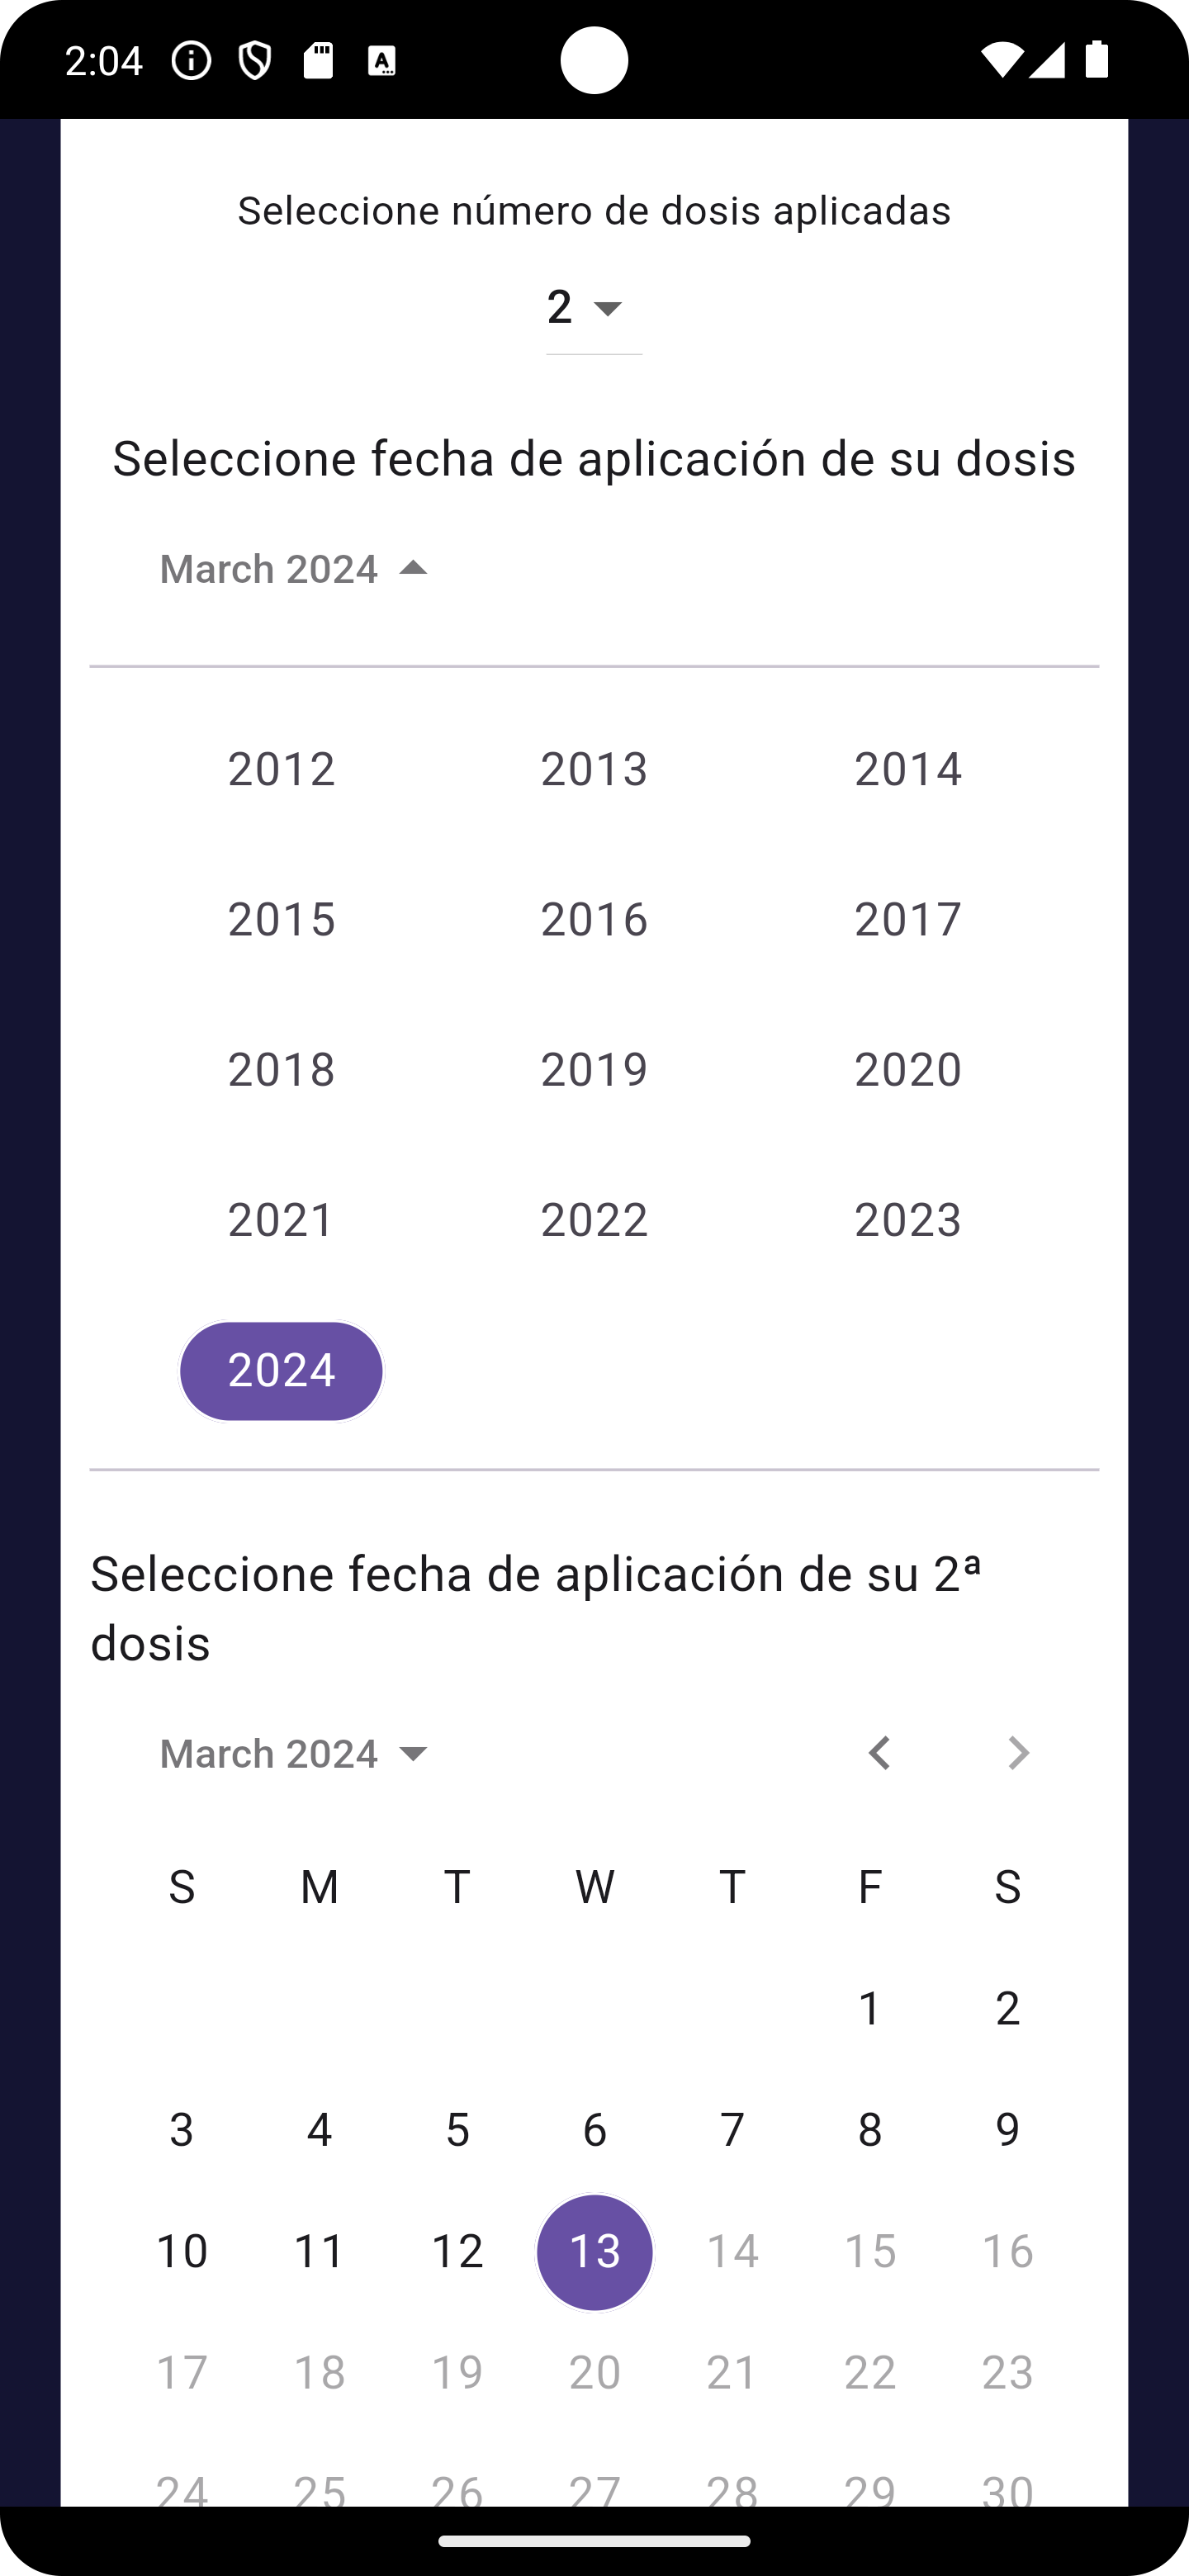 2:04
Seleccione número de dosis aplicadas
2
Seleccione fecha de aplicación de su dosis
March 2024
2012 2013 2014
2015 2016 2017
2018 2019 2020
2021 2022 2023
2024
Seleccione fecha de aplicación de su 2ª
dosis
March 2024
S M T W T F S
1 2
3 4 5 6 7 8 9
10 11 12 13 14 15 16
17 18 19 20 21 22 23
24 25 26 27 28 29 30